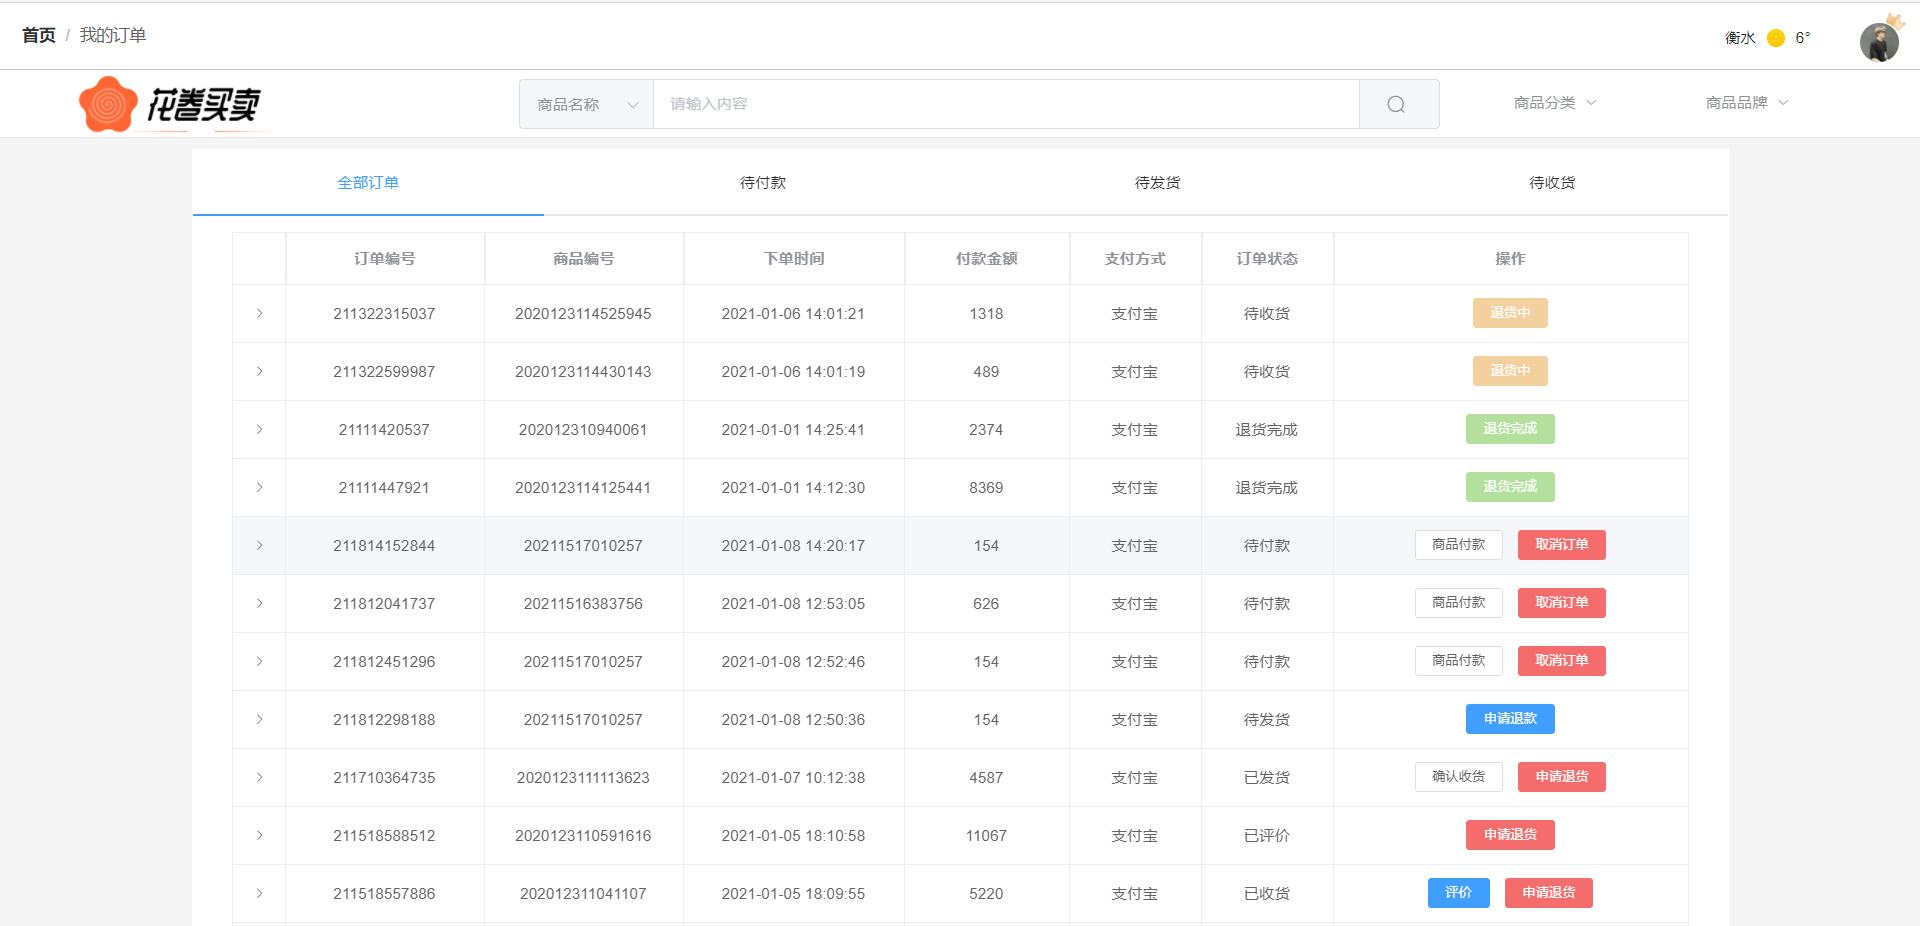 首页 / 我的订单
衡水 6°
花卷买卖
商品名称 请输入内容 商品分类 商品品牌
全部订单 待付款 待发货 待收货
订单编号 商品编号 下单时间 付款金额 支付方式 订单状态 操作
211322315037 2020123114525945 2021-01-06 14:01:21 1318 支付宝 待收货 退货中
211322599987 2020123114430143 2021-01-06 14:01:19 489 支付宝 待收货 退货中
21111420537 202012310940061 2021-01-01 14:25:41 2374 支付宝 退货完成 退货完成
21111447921 2020123114125441 2021-01-01 14:12:30 8369 支付宝 退货完成 退货完成
211814152844 20211517010257 2021-01-08 14:20:17 154 支付宝 待付款 商品付款 取消订单
211812041737 20211516383756 2021-01-08 12:53:05 626 支付宝 待付款 商品付款 取消订单
211812451296 20211517010257 2021-01-08 12:52:46 154 支付宝 待付款 商品付款 取消订单
211812298188 20211517010257 2021-01-08 12:50:36 154 支付宝 待发货 申请退款
211710364735 2020123111113623 2021-01-07 10:12:38 4587 支付宝 已发货 确认收货 申请退货
211518588512 2020123110591616 2021-01-05 18:10:58 11067 支付宝 已评价 申请退货
211518557886 202012311041107 2021-01-05 18:09:55 5220 支付宝 已收货 评价 申请退货